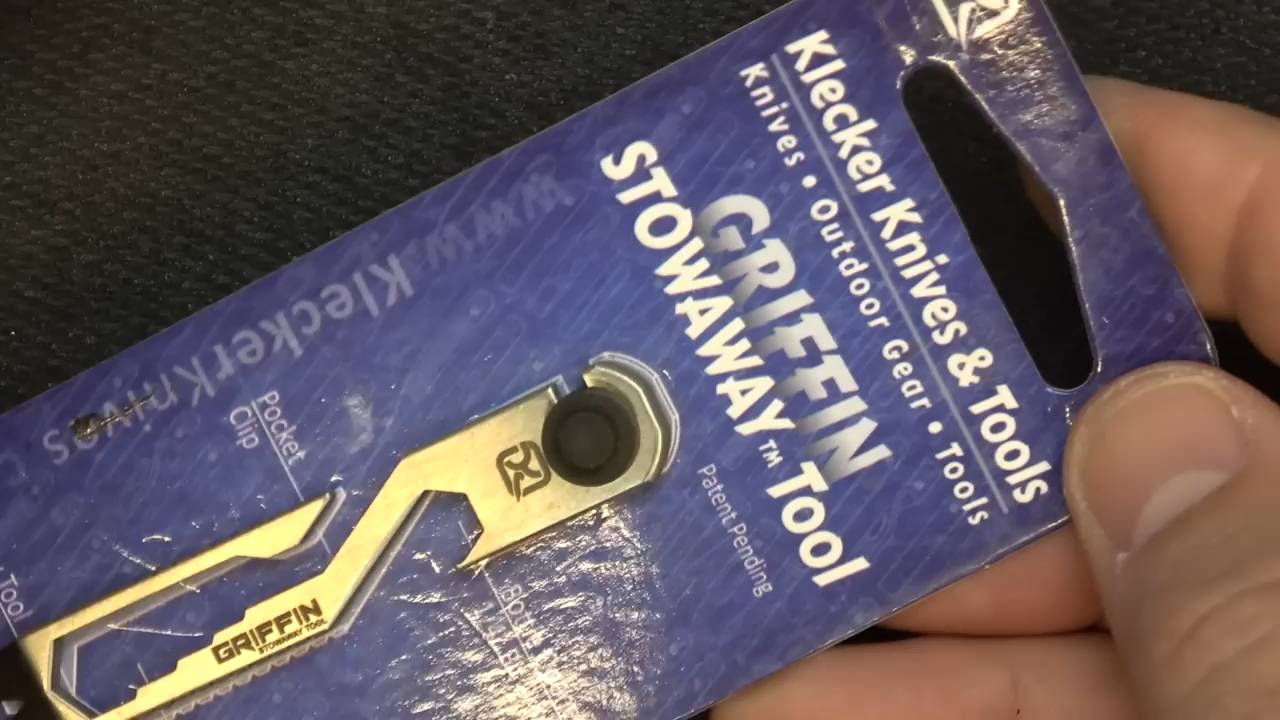 Klecker Knives & Tools
Knives • Outdoor Gear • Tools
GRIFFIN
STOWAWAY™ TOOL
Patent Pending
www.KleckerKnives
Pocket
Clip
Tool
GRIFFIN
STOWAWAY TOOL